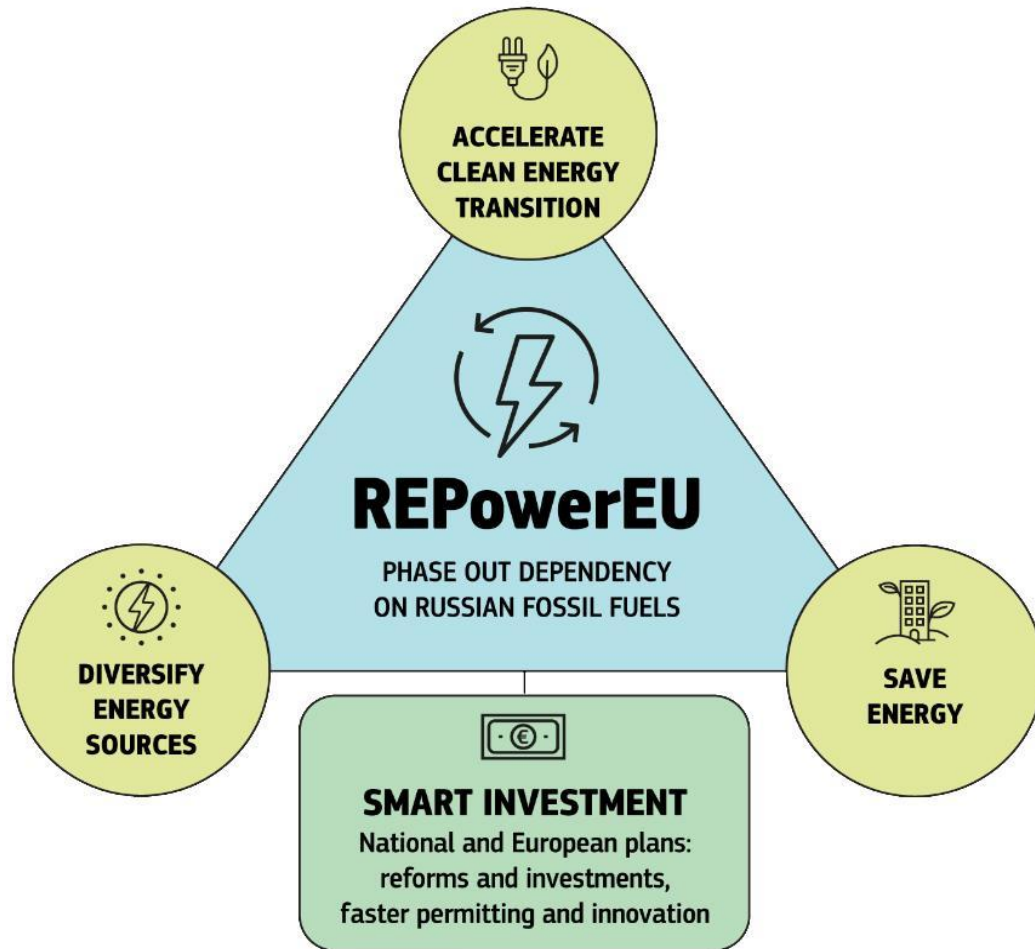 ACCELERATE
CLEAN ENERGY
TRANSITION
REPowerEU
PHASE OUT DEPENDENCY
ON RUSSIAN FOSSIL FUELS
DIVERSIFY
ENERGY
SOURCES
SAVE
ENERGY
€
SMART INVESTMENT
National and European plans:
reforms and investments,
faster permitting and innovation